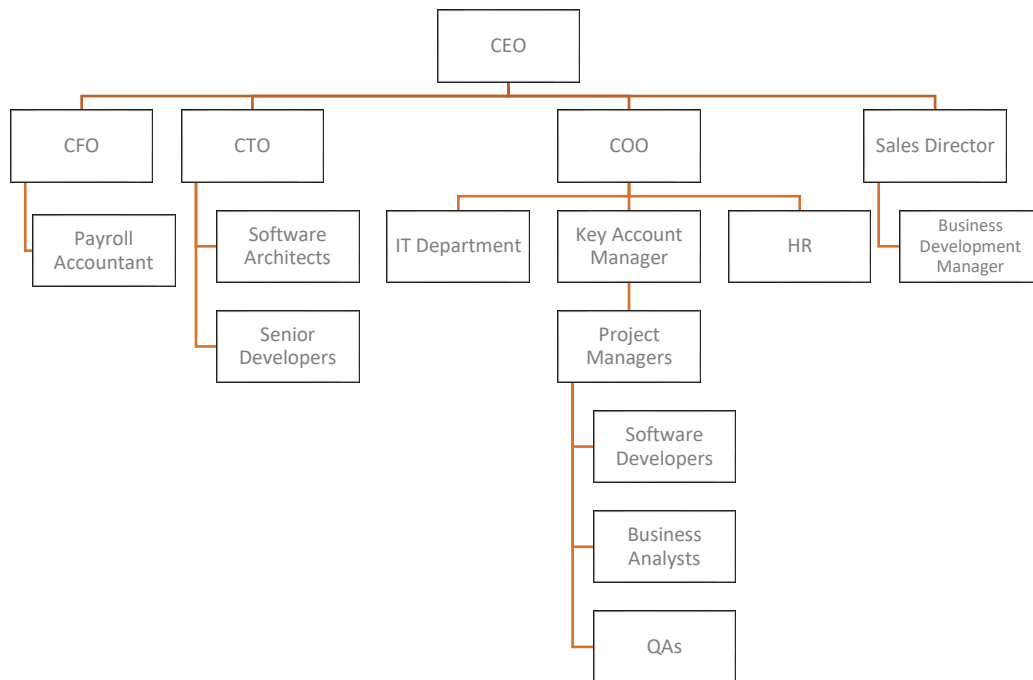 CEO
CFO
CTO
COO
Sales Director
Payroll
Accountant
Software
Architects
IT Department
Key Account
Manager
HR
Business
Development
Manager
Senior
Developers
Project
Managers
Software
Developers
Business
Analysts
QAs